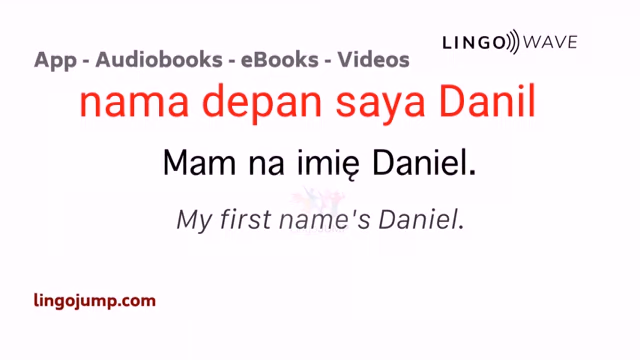 LINGO WAVE
App - Audiobooks - eBooks - Videos
nama depan saya Danil
Mam na imię Daniel.
My first name's Daniel.
lingojump.com